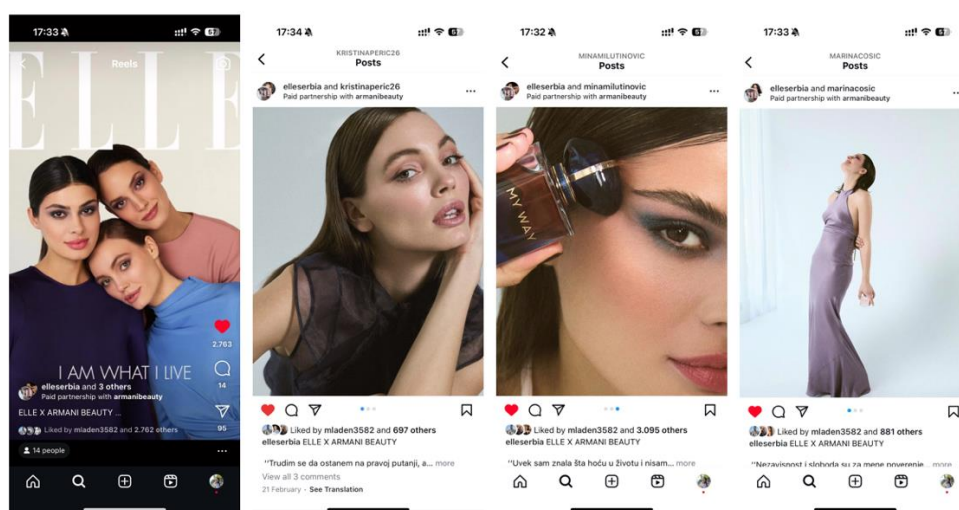 17:33
57
Reels
ELLE
I AM WHAT I LIVE
2.763
14
95
elleserbia and 3 others
Paid partnership with armanibeauty
ELLE X ARMANI BEAUTY ...
Liked by mladen3582 and 2.762 others
14 people
17:34
KRISTINAPERIC26
Posts
elleserbia and kristinaperic26
Paid partnership with armanibeauty
Liked by mladen3582 and 697 others
elleserbia ELLE X ARMANI BEAUTY
"Trudim se da ostanem na pravoj putanji, a... more
View all 3 comments
21 February · See Translation
17:32
MINAMILUTINOVIC
Posts
elleserbia and minamilutinovic
Paid partnership with armanibeauty
MY WAY
Liked by mladen3582 and 3.095 others
elleserbia ELLE X ARMANI BEAUTY
"Uvek sam znala šta hoću u životu i nisam... more
17:33
MARINACOSIC
Posts
elleserbia and marinacosic
Paid partnership with armanibeauty
Liked by mladen3582 and 881 others
elleserbia ELLE X ARMANI BEAUTY
"Nezavisnost i sloboda su za mene poverenje... more